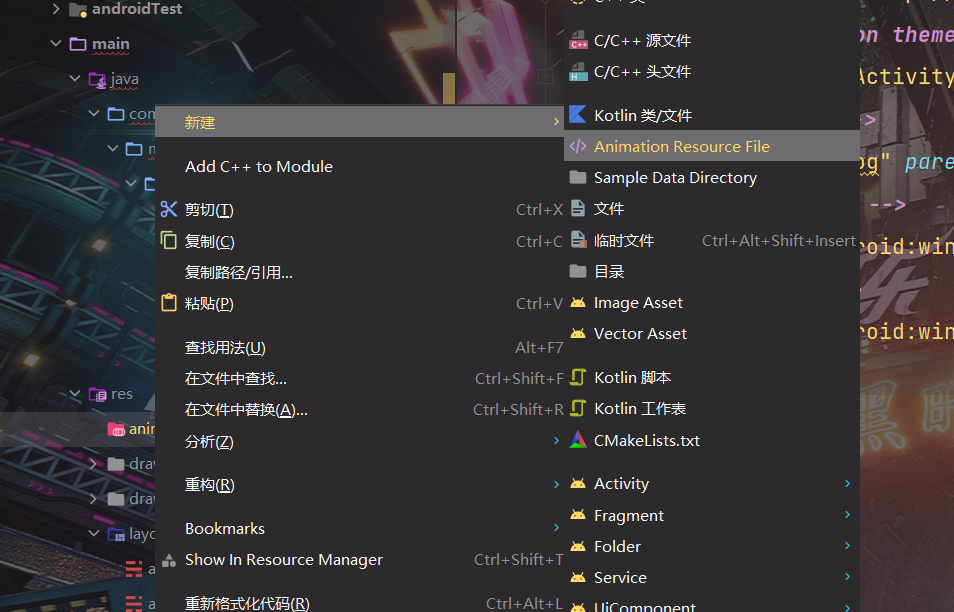 androidTest
main
java
com
res
anim
draw
draw
layout
新建
Add C++ to Module
剪切(T) Ctrl+X
复制(C) Ctrl+C
复制路径/引用...
粘贴(P) Ctrl+V
查找用法(U) Alt+F7
在文件中查找... Ctrl+Shift+F
在文件中替换(A)... Ctrl+Shift+R
分析(Z)
重构(R)
Bookmarks
Show In Resource Manager Ctrl+Shift+T
重新格式化代码(R) Ctrl+Alt+L
C/C++ 源文件
C/C++ 头文件
Kotlin 类/文件
Animation Resource File
Sample Data Directory
文件
临时文件 Ctrl+Alt+Shift+Insert
目录
Image Asset
Vector Asset
Kotlin 脚本
Kotlin 工作表
CMakeLists.txt
Activity
Fragment
Folder
Service
UiComponent
on theme
Activity
>
og" pare
-->
roid:win
roid:win